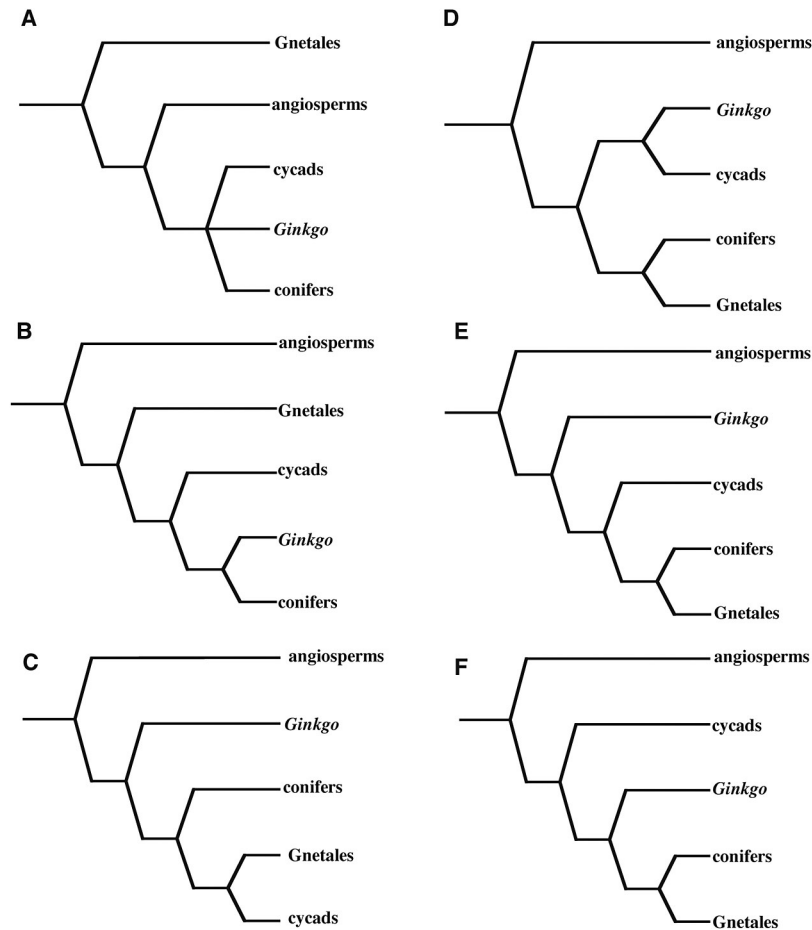 A
Gnetales
angiosperms
cycads
Ginkgo
conifers
B
angiosperms
Gnetales
cycads
Ginkgo
conifers
C
angiosperms
Ginkgo
conifers
Gnetales
cycads
D
angiosperms
Ginkgo
cycads
conifers
Gnetales
E
angiosperms
Ginkgo
cycads
conifers
Gnetales
F
angiosperms
cycads
Ginkgo
conifers
Gnetales